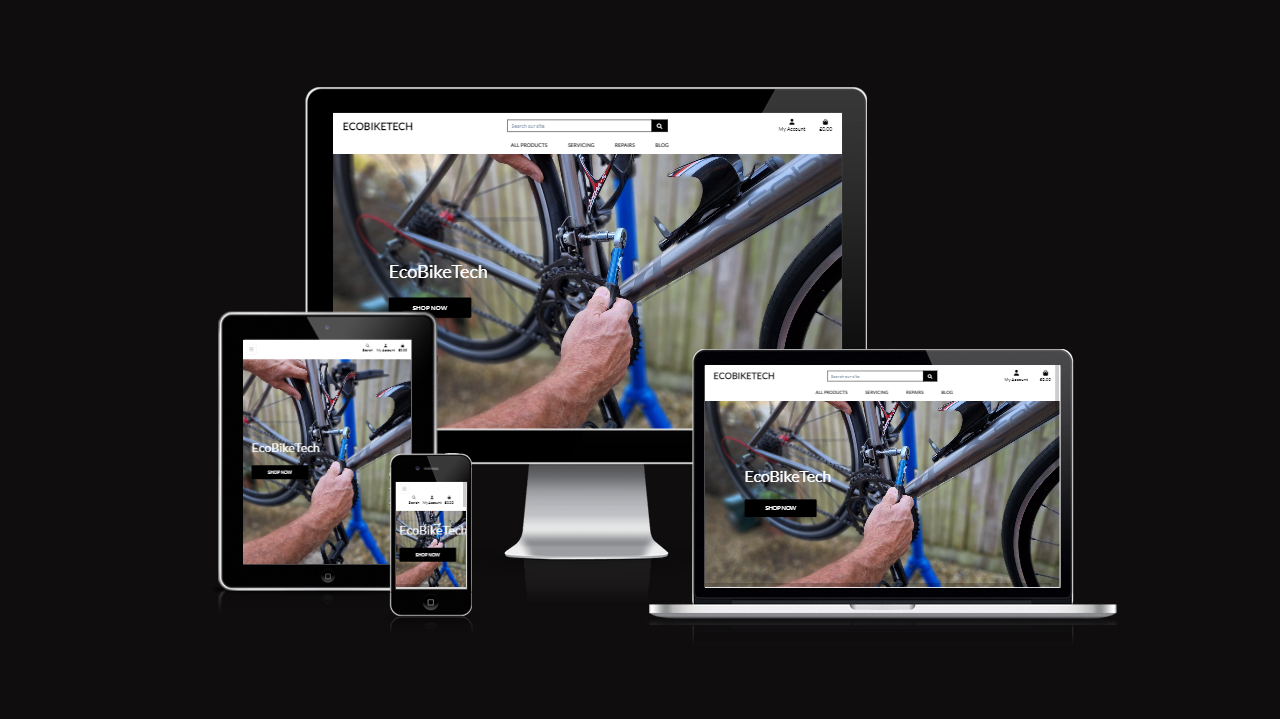 ECOBIKETECH
Search our site
My Account
£0.00
ALL PRODUCTS SERVICING REPAIRS BLOG
EcoBikeTech
SHOP NOW
Search My Account £0.00
EcoBikeTech
SHOP NOW
Search My Account £0.00
EcoBikeTech
SHOP NOW
ECOBIKETECH
Search our site
My Account
£0.00
ALL PRODUCTS SERVICING REPAIRS BLOG
EcoBikeTech
SHOP NOW